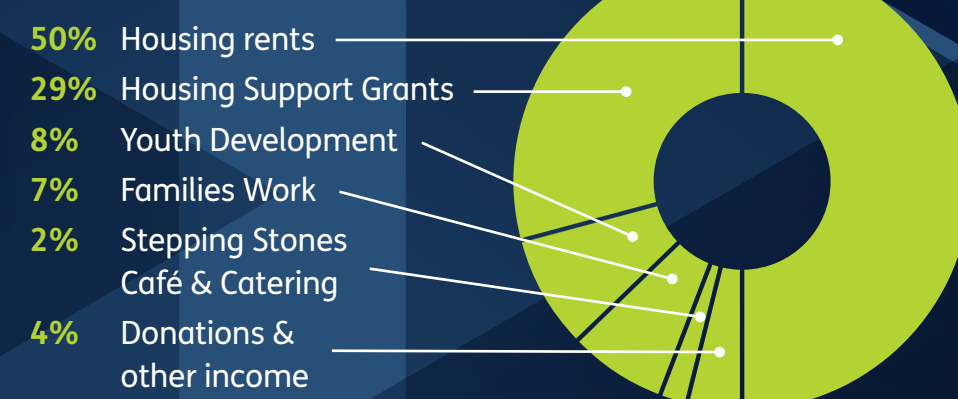 50% Housing rents
29% Housing Support Grants
8% Youth Development
7% Families Work
2% Stepping Stones
Café & Catering
4% Donations &
other income